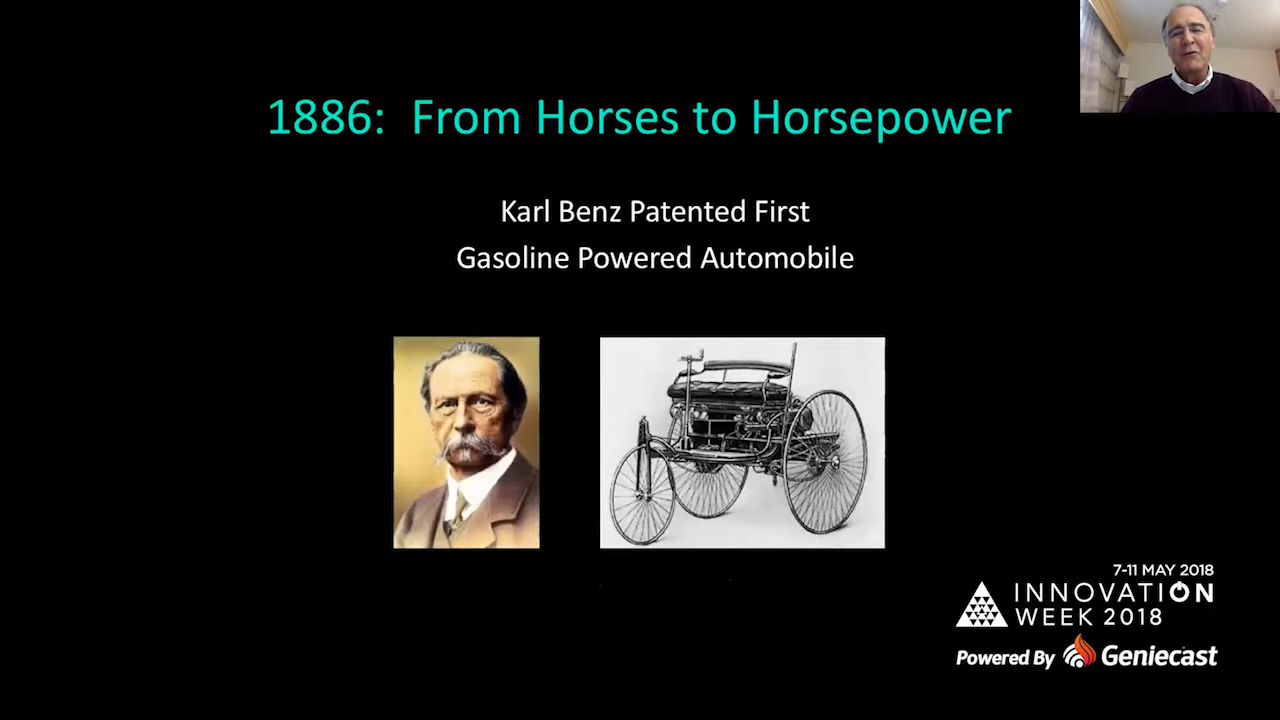 1886:  From Horses to Horsepower
Karl Benz Patented First
Gasoline Powered Automobile
7-11 MAY 2018
INNOVATION
WEEK 2018
Powered By Geniecast